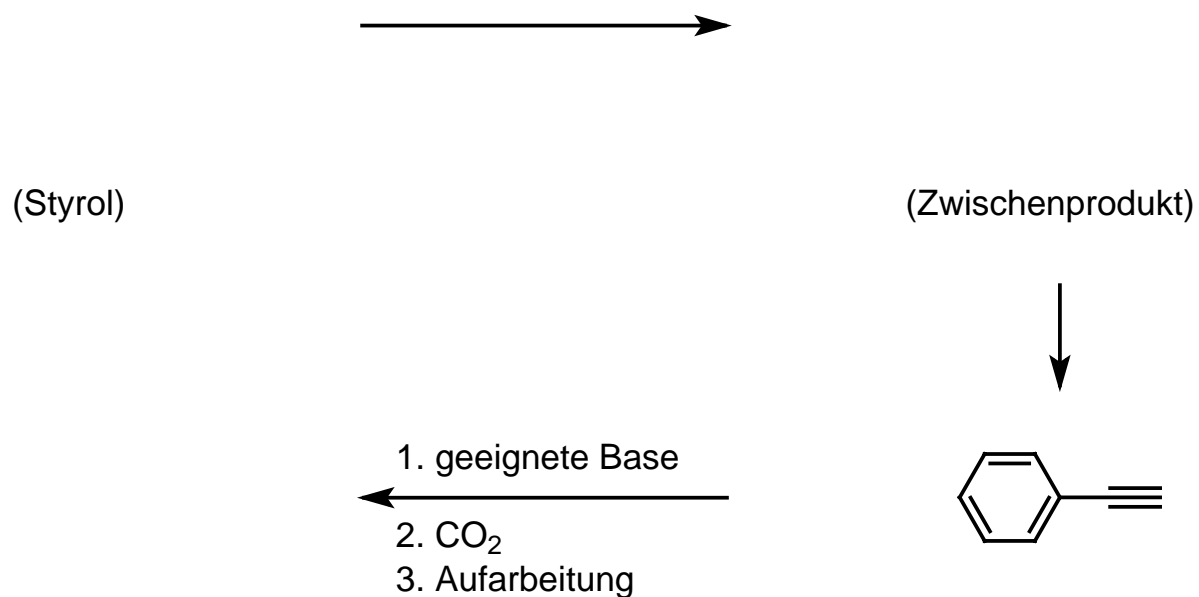 (Styrol)
(Zwischenprodukt)
1. geeignete Base
2. CO₂
3. Aufarbeitung